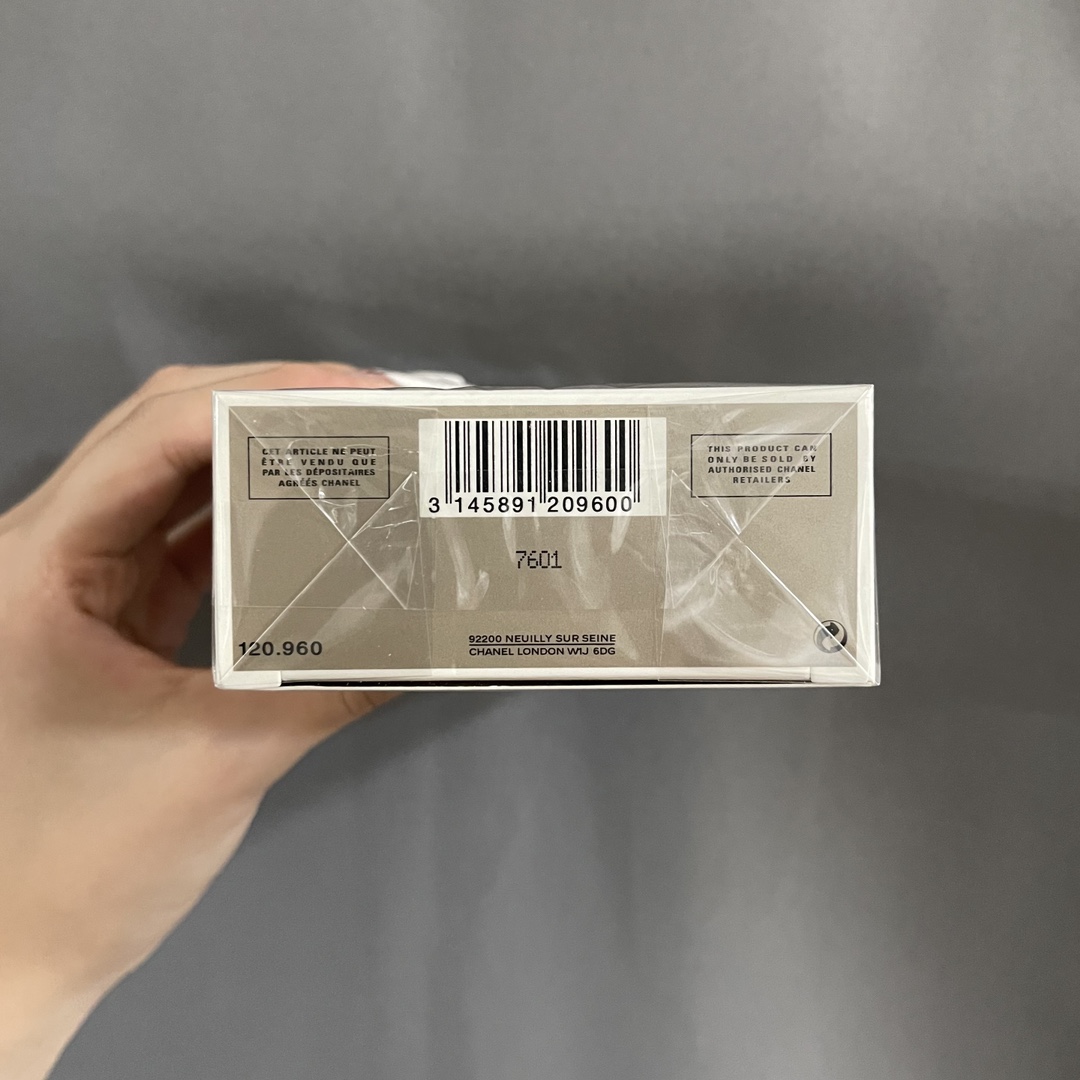 CET ARTICLE NE PEUT
ÊTRE VENDU QUE
PAR LES DÉPOSITAIRES
AGRÉÉS CHANEL
3 145891 209600
THIS PRODUCT CAN
ONLY BE SOLD BY
AUTHORISED CHANEL
RETAILERS
7601
120.960
92200 NEUILLY SUR SEINE
CHANEL LONDON W1J 6DG